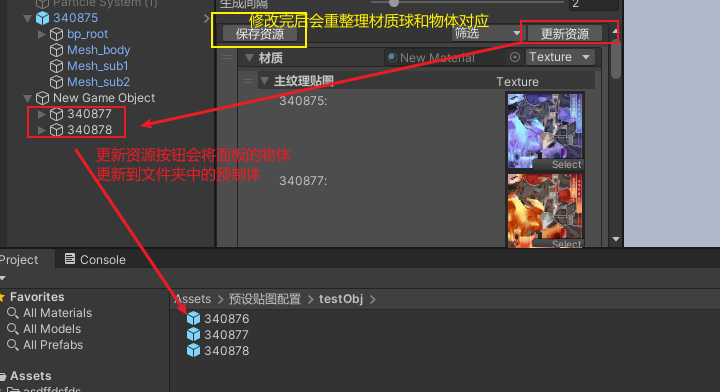 Particle System (1)
340875
bp_root
Mesh_body
Mesh_sub1
Mesh_sub2
New Game Object
340877
340878
生成间隔 2
修改完后会重整理材质球和物体对应
保存资源 筛选 更新资源
材质 New Material Texture
主纹理贴图 Texture
340875:
Select
340877:
Select
更新资源按钮会将面板的物体
更新到文件夹中的预制体
Project Console
Favorites
All Materials
All Models
All Prefabs
Assets
asdffdsfds
Assets > 预设贴图配置 > testObj >
340876
340877
340878